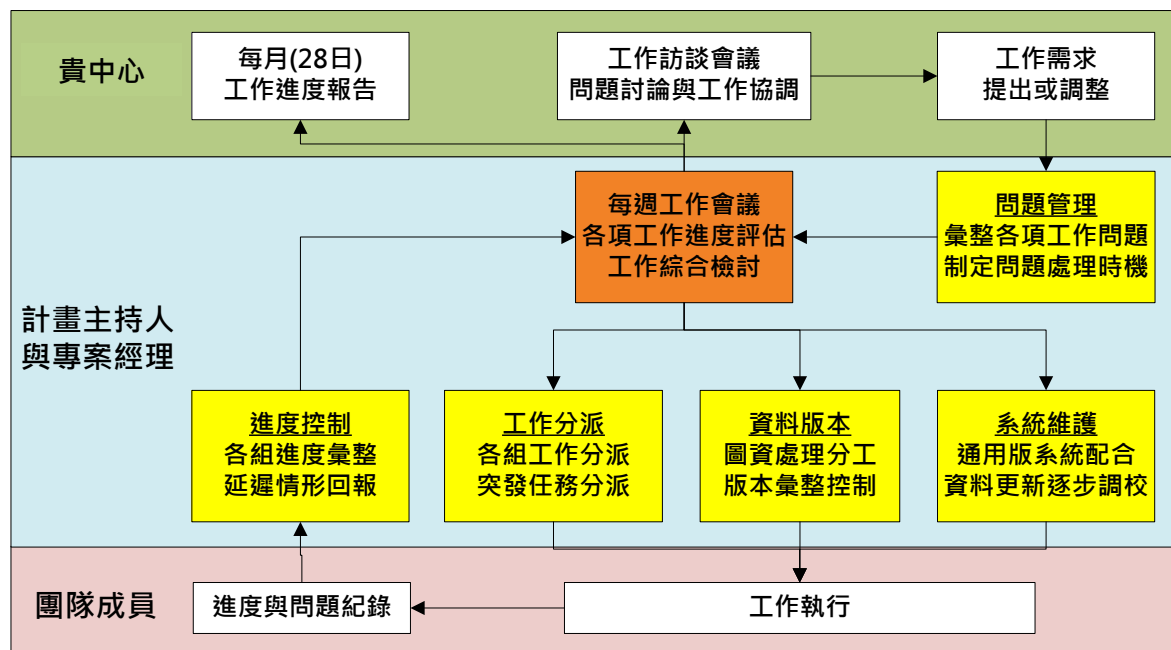 貴中心
每月(28日)
工作進度報告
工作訪談會議
問題討論與工作協調
工作需求
提出或調整
計畫主持人
與專案經理
每週工作會議
各項工作進度評估
工作綜合檢討
問題管理
彙整各項工作問題
制定問題處理時機
進度控制
各組進度彙整
延遲情形回報
工作分派
各組工作分派
突發任務分派
資料版本
圖資處理分工
版本彙整控制
系統維護
通用版系統配合
資料更新逐步調校
團隊成員
進度與問題紀錄
工作執行